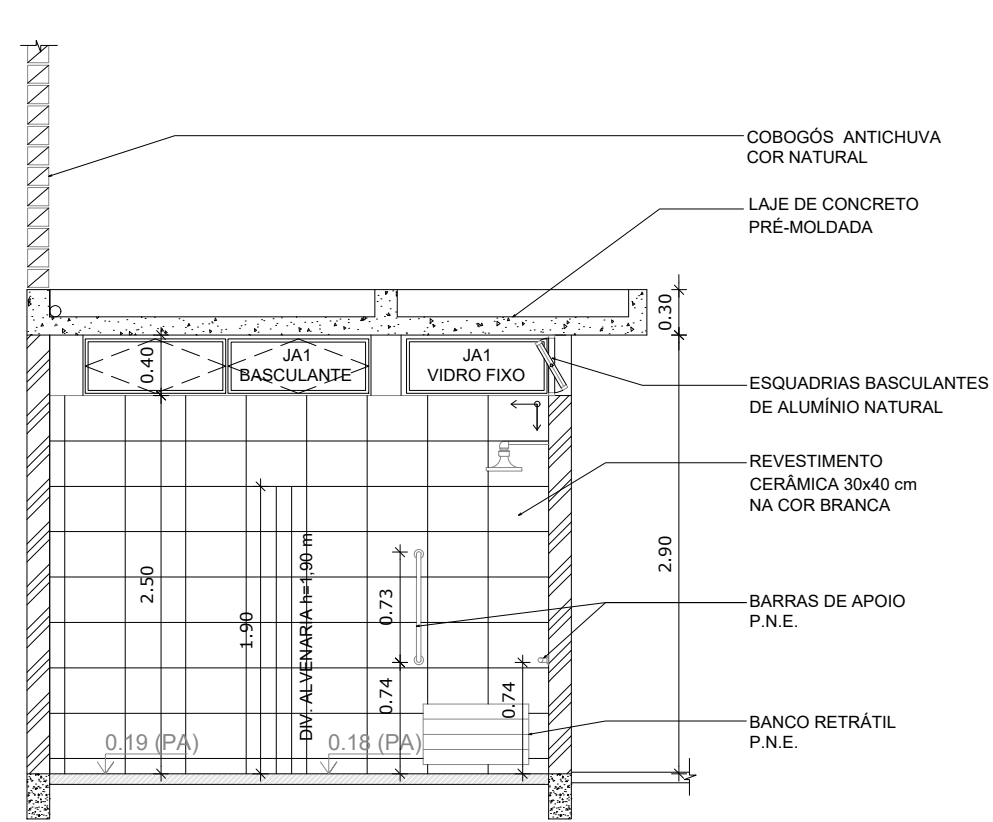 COBOGÓS ANTICHUVA
COR NATURAL
LAJE DE CONCRETO
PRÉ-MOLDADA
0.30
0.40
JA1
BASCULANTE
JA1
VIDRO FIXO
ESQUADRIAS BASCULANTES
DE ALUMÍNIO NATURAL
REVESTIMENTO
CERÂMICA 30x40 cm
NA COR BRANCA
2.90
2.50
1.90
DIV. ALVENARIA h=1,90 m
0.73
BARRAS DE APOIO
P.N.E.
0.74
0.74
BANCO RETRÁTIL
P.N.E.
0.19 (PA)
0.18 (PA)